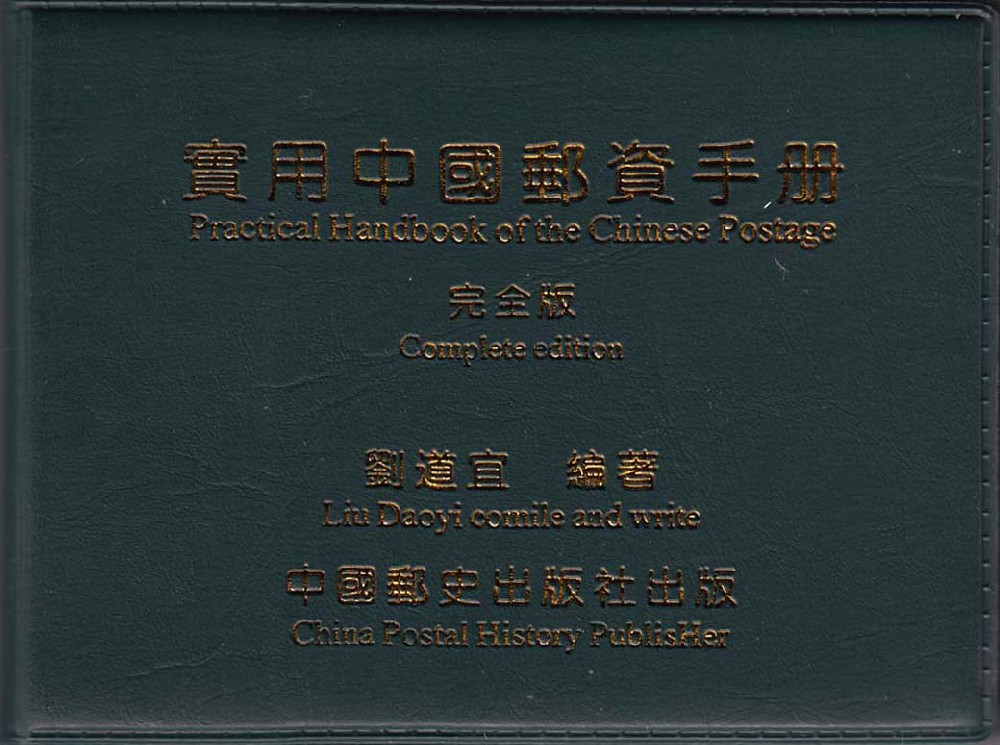 實用中國郵資手册
Practical Handbook of the Chinese Postage
完全版
Complete edition
劉道宜 編著
Liu Daoyi comile and write
中國郵史出版社出版
China Postal History PublisHer